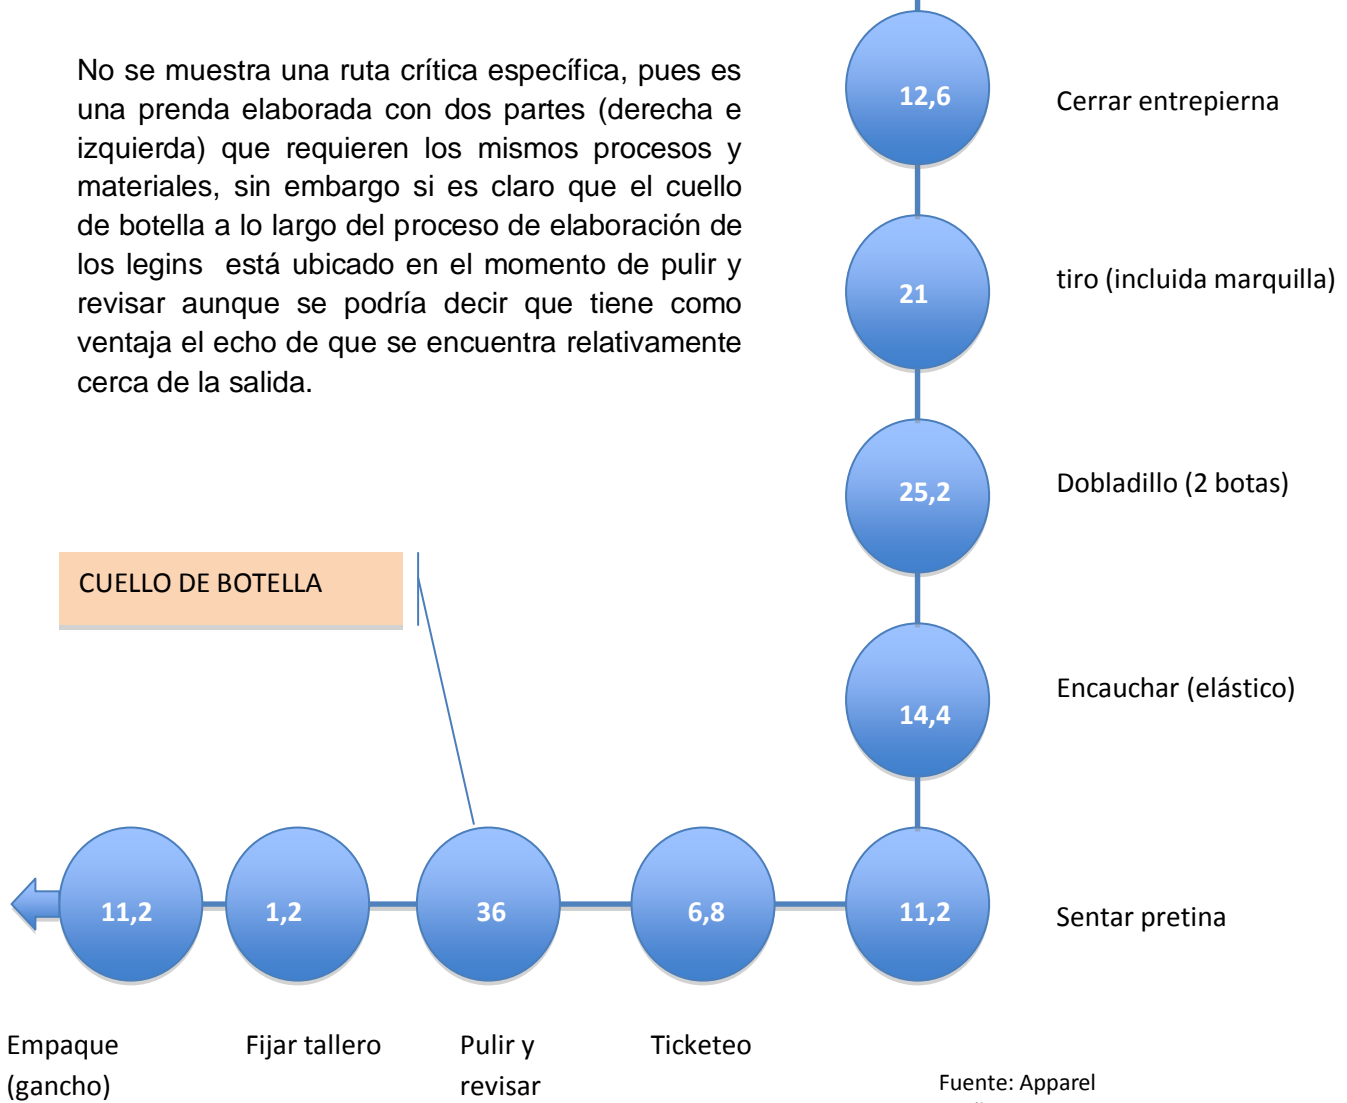 No se muestra una ruta crítica específica, pues es
una prenda elaborada con dos partes (derecha e
izquierda) que requieren los mismos procesos y
materiales, sin embargo si es claro que el cuello
de botella a lo largo del proceso de elaboración de
los legins está ubicado en el momento de pulir y
revisar aunque se podría decir que tiene como
ventaja el echo de que se encuentra relativamente
cerca de la salida.
12,6
Cerrar entrepierna
21
tiro (incluida marquilla)
25,2
Dobladillo (2 botas)
CUELLO DE BOTELLA
14,4
Encauchar (elástico)
11,2
1,2
36
6,8
11,2
Sentar pretina
Empaque
(gancho)
Fijar tallero
Pulir y
revisar
Ticketeo
Fuente: Apparel